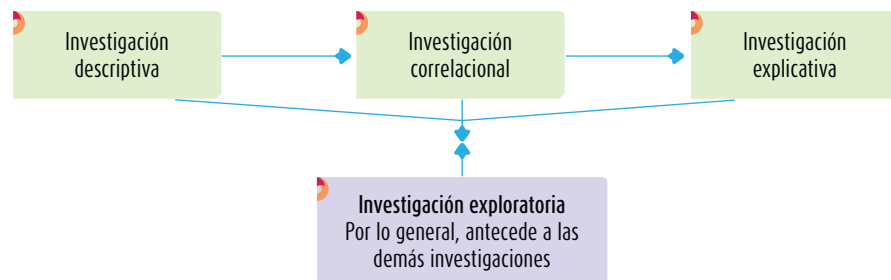 Investigación
descriptiva
Investigación
correlacional
Investigación
explicativa
Investigación exploratoria
Por lo general, antecede a las
demás investigaciones